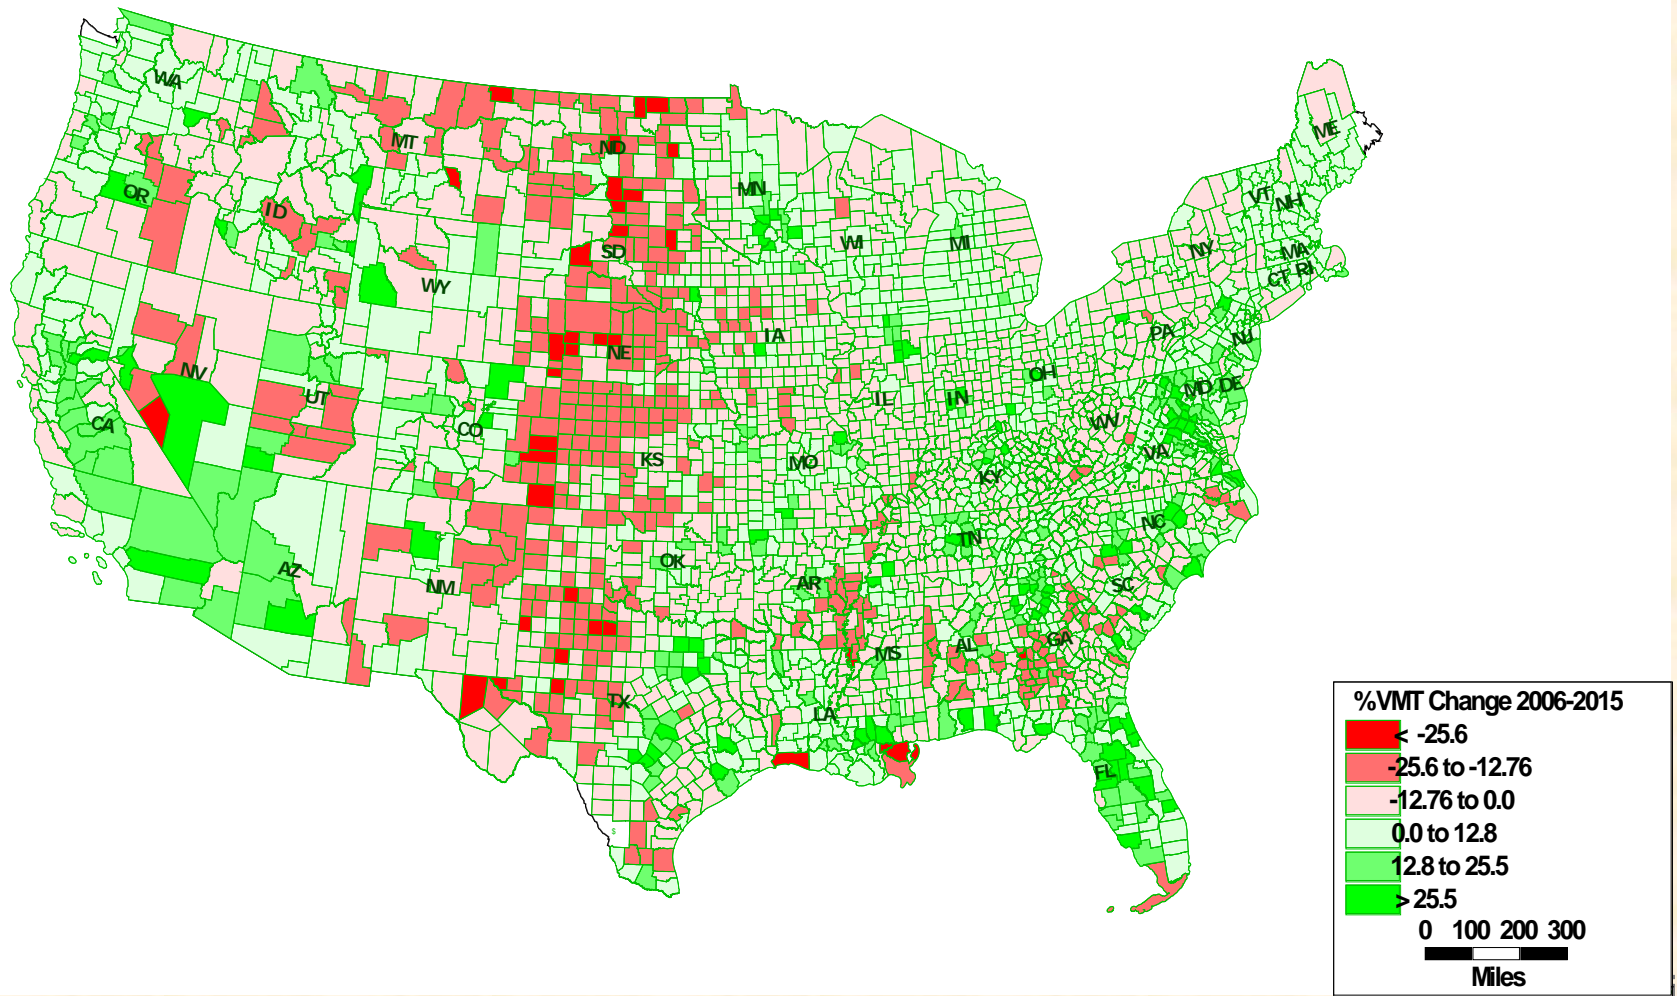 WA
MT
ND
ME
OR
ID
MN
VT
NH
SD
WI
MI
NY
MA
CT RI
WY
IA
PA
NJ
NE
NV
UT
OH
MD DE
IL
IN
CA
CO
WV
VA
KS
MO
KY
NC
TN
OK
AZ
NM
AR
SC
GA
AL
MS
TX
LA
FL
$
%VMT Change 2006-2015
< -25.6
-25.6 to -12.76
-12.76 to 0.0
0.0 to 12.8
12.8 to 25.5
> 25.5
0 100 200 300
Miles